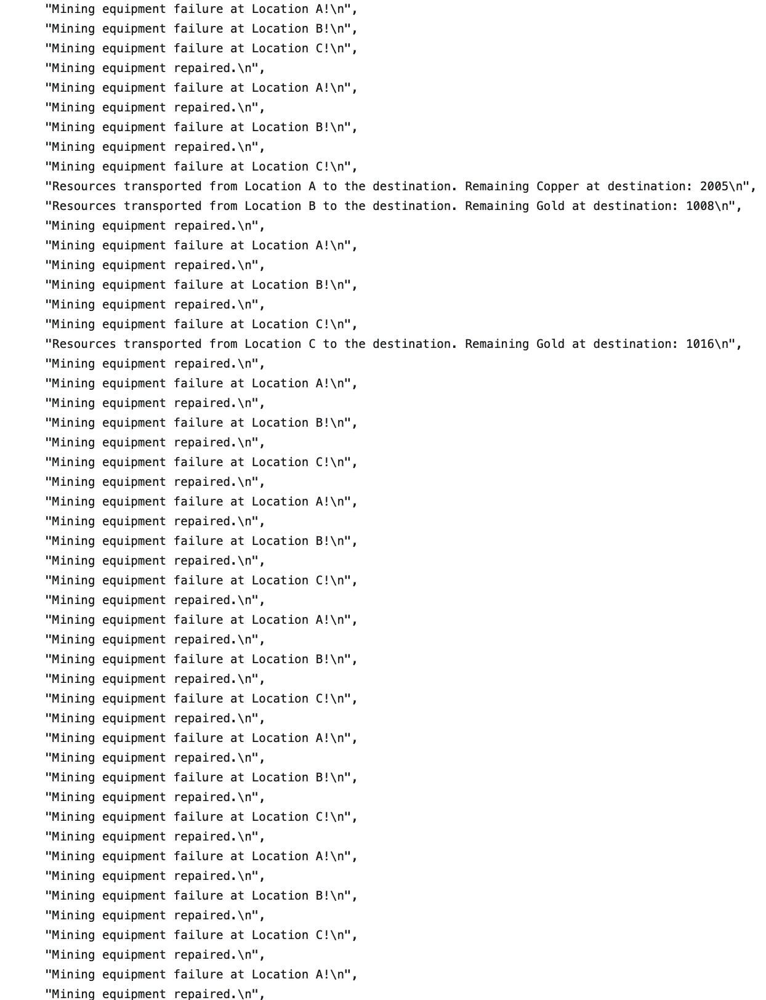 "Mining equipment failure at Location A!\n",
"Mining equipment failure at Location B!\n",
"Mining equipment failure at Location C!\n",
"Mining equipment repaired.\n",
"Mining equipment failure at Location A!\n",
"Mining equipment repaired.\n",
"Mining equipment failure at Location B!\n",
"Mining equipment repaired.\n",
"Mining equipment failure at Location C!\n",
"Resources transported from Location A to the destination. Remaining Copper at destination: 2005\n",
"Resources transported from Location B to the destination. Remaining Gold at destination: 1008\n",
"Mining equipment repaired.\n",
"Mining equipment failure at Location A!\n",
"Mining equipment repaired.\n",
"Mining equipment failure at Location B!\n",
"Mining equipment repaired.\n",
"Mining equipment failure at Location C!\n",
"Resources transported from Location C to the destination. Remaining Gold at destination: 1016\n",
"Mining equipment repaired.\n",
"Mining equipment failure at Location A!\n",
"Mining equipment repaired.\n",
"Mining equipment failure at Location B!\n",
"Mining equipment repaired.\n",
"Mining equipment failure at Location C!\n",
"Mining equipment repaired.\n",
"Mining equipment failure at Location A!\n",
"Mining equipment repaired.\n",
"Mining equipment failure at Location B!\n",
"Mining equipment repaired.\n",
"Mining equipment failure at Location C!\n",
"Mining equipment repaired.\n",
"Mining equipment failure at Location A!\n",
"Mining equipment repaired.\n",
"Mining equipment failure at Location B!\n",
"Mining equipment repaired.\n",
"Mining equipment failure at Location C!\n",
"Mining equipment repaired.\n",
"Mining equipment failure at Location A!\n",
"Mining equipment repaired.\n",
"Mining equipment failure at Location B!\n",
"Mining equipment repaired.\n",
"Mining equipment failure at Location C!\n",
"Mining equipment repaired.\n",
"Mining equipment failure at Location A!\n",
"Mining equipment repaired.\n",
"Mining equipment failure at Location B!\n",
"Mining equipment repaired.\n",
"Mining equipment failure at Location C!\n",
"Mining equipment repaired.\n",
"Mining equipment failure at Location A!\n",
"Mining equipment repaired.\n",